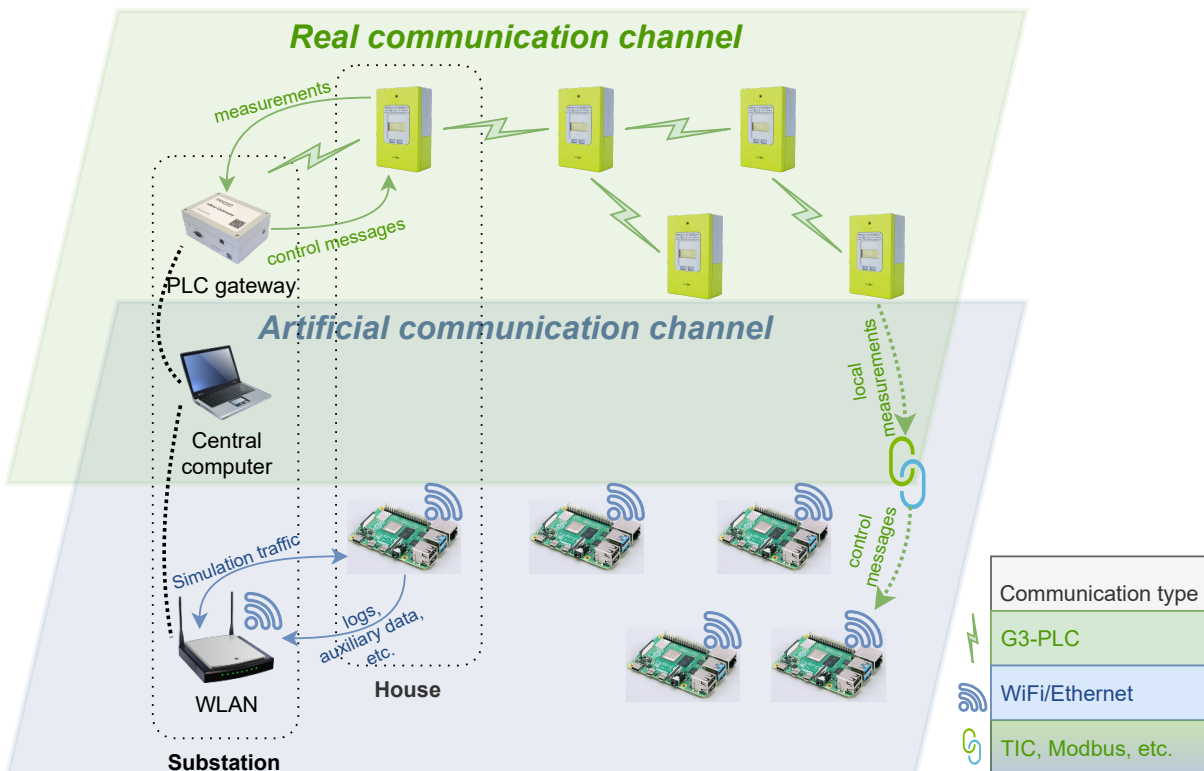 Real communication channel
measurements
control messages
PLC gateway
Artificial communication channel
local
measurements
Central
computer
control
messages
Simulation traffic
logs,
auxiliary data,
etc.
WLAN
House
Substation
Communication type
G3-PLC
WiFi/Ethernet
TIC, Modbus, etc.